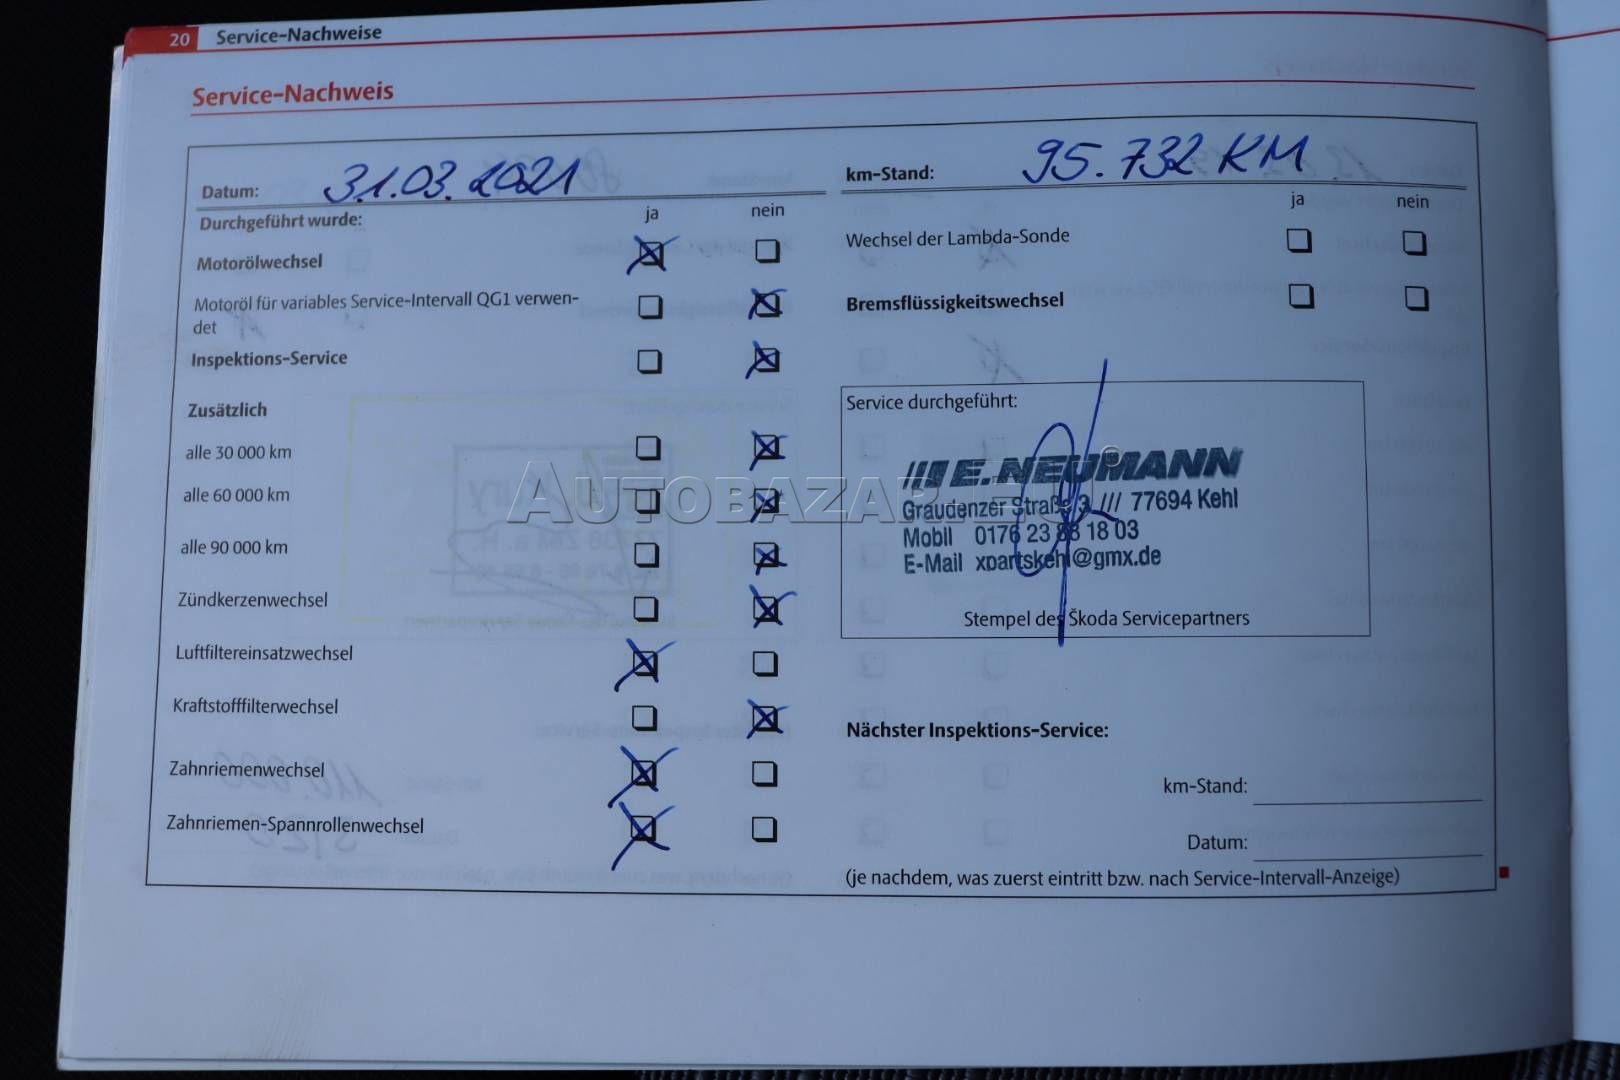 20 Service-Nachweise
Service-Nachweis
Datum: 31.03.2021
km-Stand: 95.732 KM
Durchgeführt wurde: ja nein
ja nein
Motorölwechsel
Wechsel der Lambda-Sonde
Motoröl für variables Service-Intervall QG1 verwen-
det
Bremsflüssigkeitswechsel
Inspektions-Service
Zusätzlich
alle 30 000 km
alle 60 000 km
alle 90 000 km
Zündkerzenwechsel
Luftfiltereinsatzwechsel
Kraftstofffilterwechsel
Zahnriemenwechsel
Zahnriemen-Spannrollenwechsel
Service durchgeführt:
E.NEUMANN
Graudenzer Straße 3 /// 77694 Kehl
Mobil 0176 23 88 18 03
E-Mail xpartskehl@gmx.de
Stempel des Škoda Servicepartners
Nächster Inspektions-Service:
km-Stand:
Datum:
(je nachdem, was zuerst eintritt bzw. nach Service-Intervall-Anzeige)
AUTOBAZAR.EU